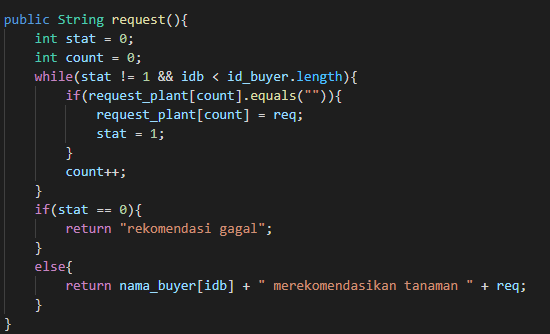 public String request(){
    int stat = 0;
    int count = 0;
    while(stat != 1 && idb < id_buyer.length){
        if(request_plant[count].equals("")){
            request_plant[count] = req;
            stat = 1;
        }
        count++;
    }
    if(stat == 0){
        return "rekomendasi gagal";
    }
    else{
        return nama_buyer[idb] + " merekomendasikan tanaman " + req;
    }
}